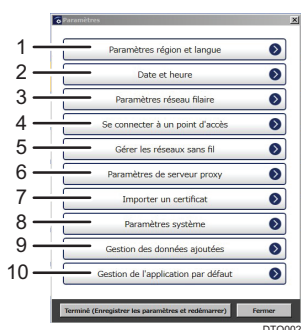 Paramètres
1 Paramètres région et langue
2 Date et heure
3 Paramètres réseau filaire
4 Se connecter à un point d'accès
5 Gérer les réseaux sans fil
6 Paramètres de serveur proxy
7 Importer un certificat
8 Paramètres système
9 Gestion des données ajoutées
10 Gestion de l'application par défaut
Terminé (Enregistrer les paramètres et redémarrer) Fermer
DTQ002